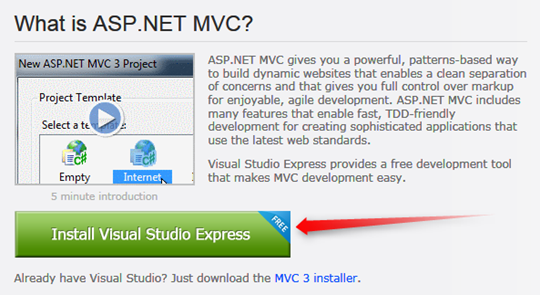 What is ASP.NET MVC?
New ASP.NET MVC 3 Project
Project Template
Select a template:
Empty
Internet
5 minute introduction
ASP.NET MVC gives you a powerful, patterns-based way
to build dynamic websites that enables a clean separation
of concerns and that gives you full control over markup
for enjoyable, agile development. ASP.NET MVC includes
many features that enable fast, TDD-friendly
development for creating sophisticated applications that
use the latest web standards.
Visual Studio Express provides a free development tool
that makes MVC development easy.
Install Visual Studio Express
FREE
Already have Visual Studio? Just download the MVC 3 installer.